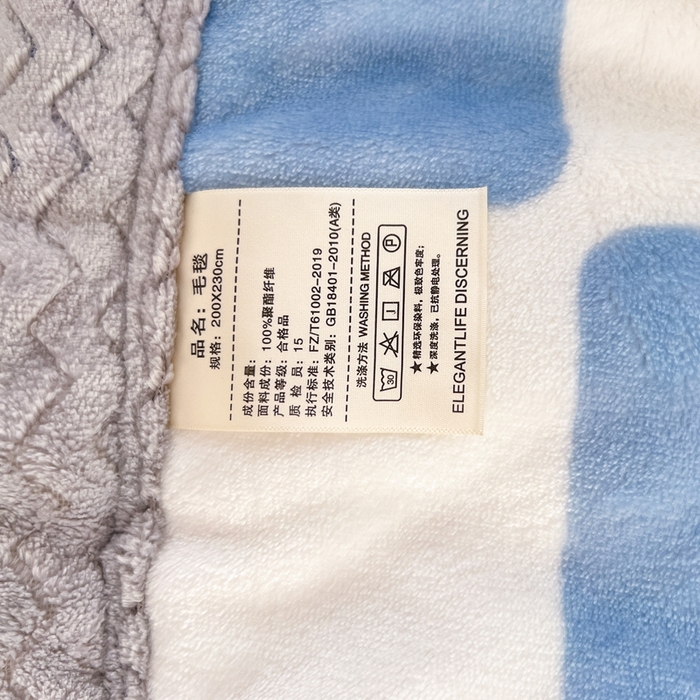 品名：毛毯
规格：200X230cm
成份含量：
面料成份：100%聚酯纤维
产品等级：合格品
质 检 员：15
执行标准：FZ/T61002-2019
安全技术类别：GB18401-2010(A类)
洗涤方法 WASHING METHOD
30 P
★精选环保染料，极致色牢度；
★深度洗涤，已抗静电处理。
ELEGANTLIFE DISCERNING